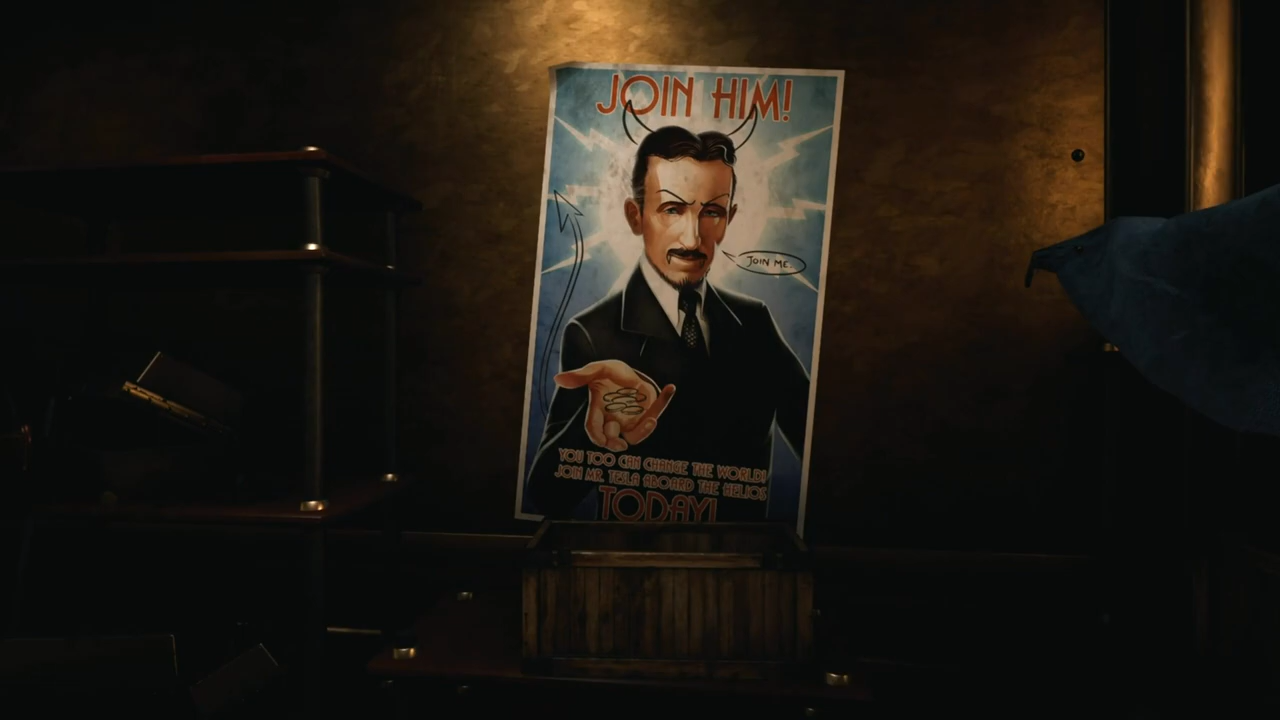 JOIN HIM!
JOIN ME.
YOU TOO CAN CHANGE THE WORLD!
JOIN MR. TESLA ABOARD THE HELIOS
TODAY!